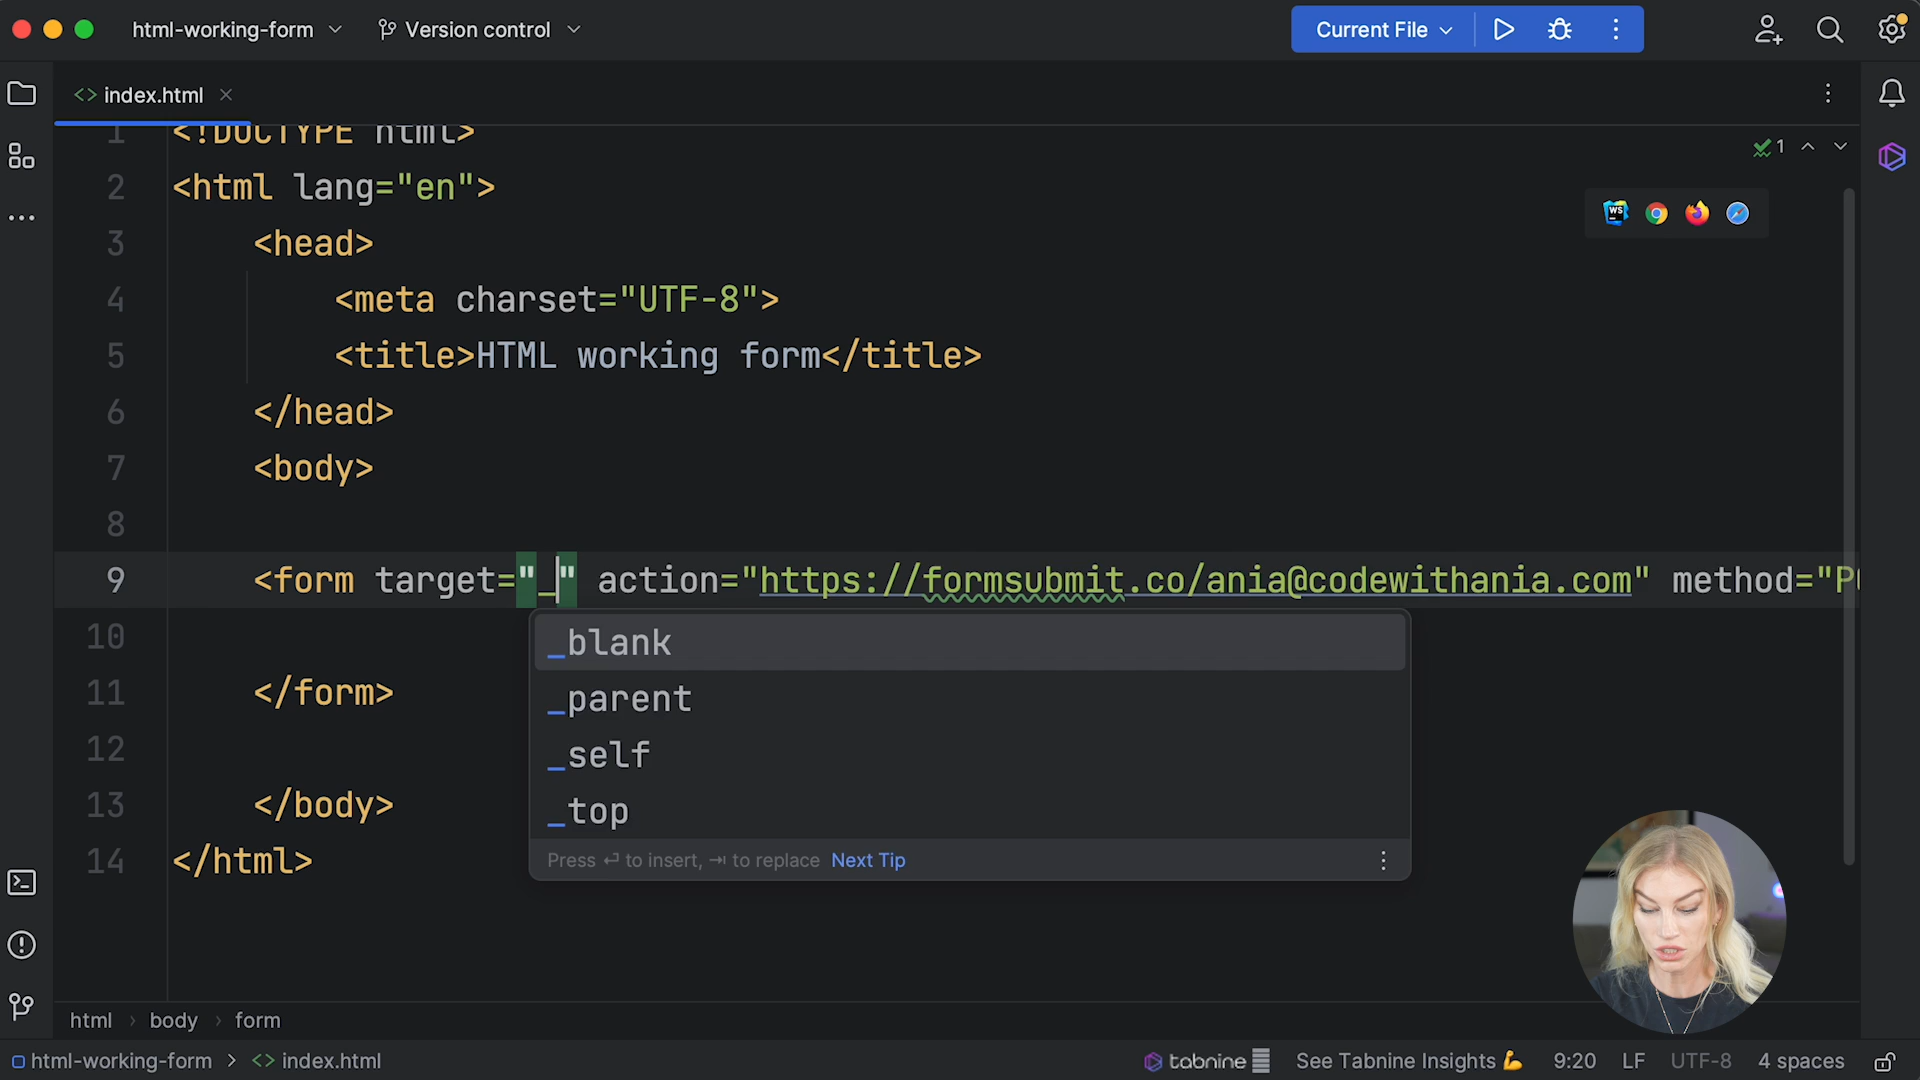 html-working-form
Version control
Current File
<> index.html
1 <!DOCTYPE html>
2 <html lang="en">
3 <head>
4 <meta charset="UTF-8">
5 <title>HTML working form</title>
6 </head>
7 <body>
8
9 <form target="_" action="https://formsubmit.co/ania@codewithania.com" method="P
10
11 </form>
12
13 </body>
14 </html>
1
WS
_blank
_parent
_self
_top
Press ⏎ to insert, ⇥ to replace Next Tip
html › body › form
html-working-form > <> index.html
tabnine See Tabnine Insights 💪 9:20 LF UTF-8 4 spaces